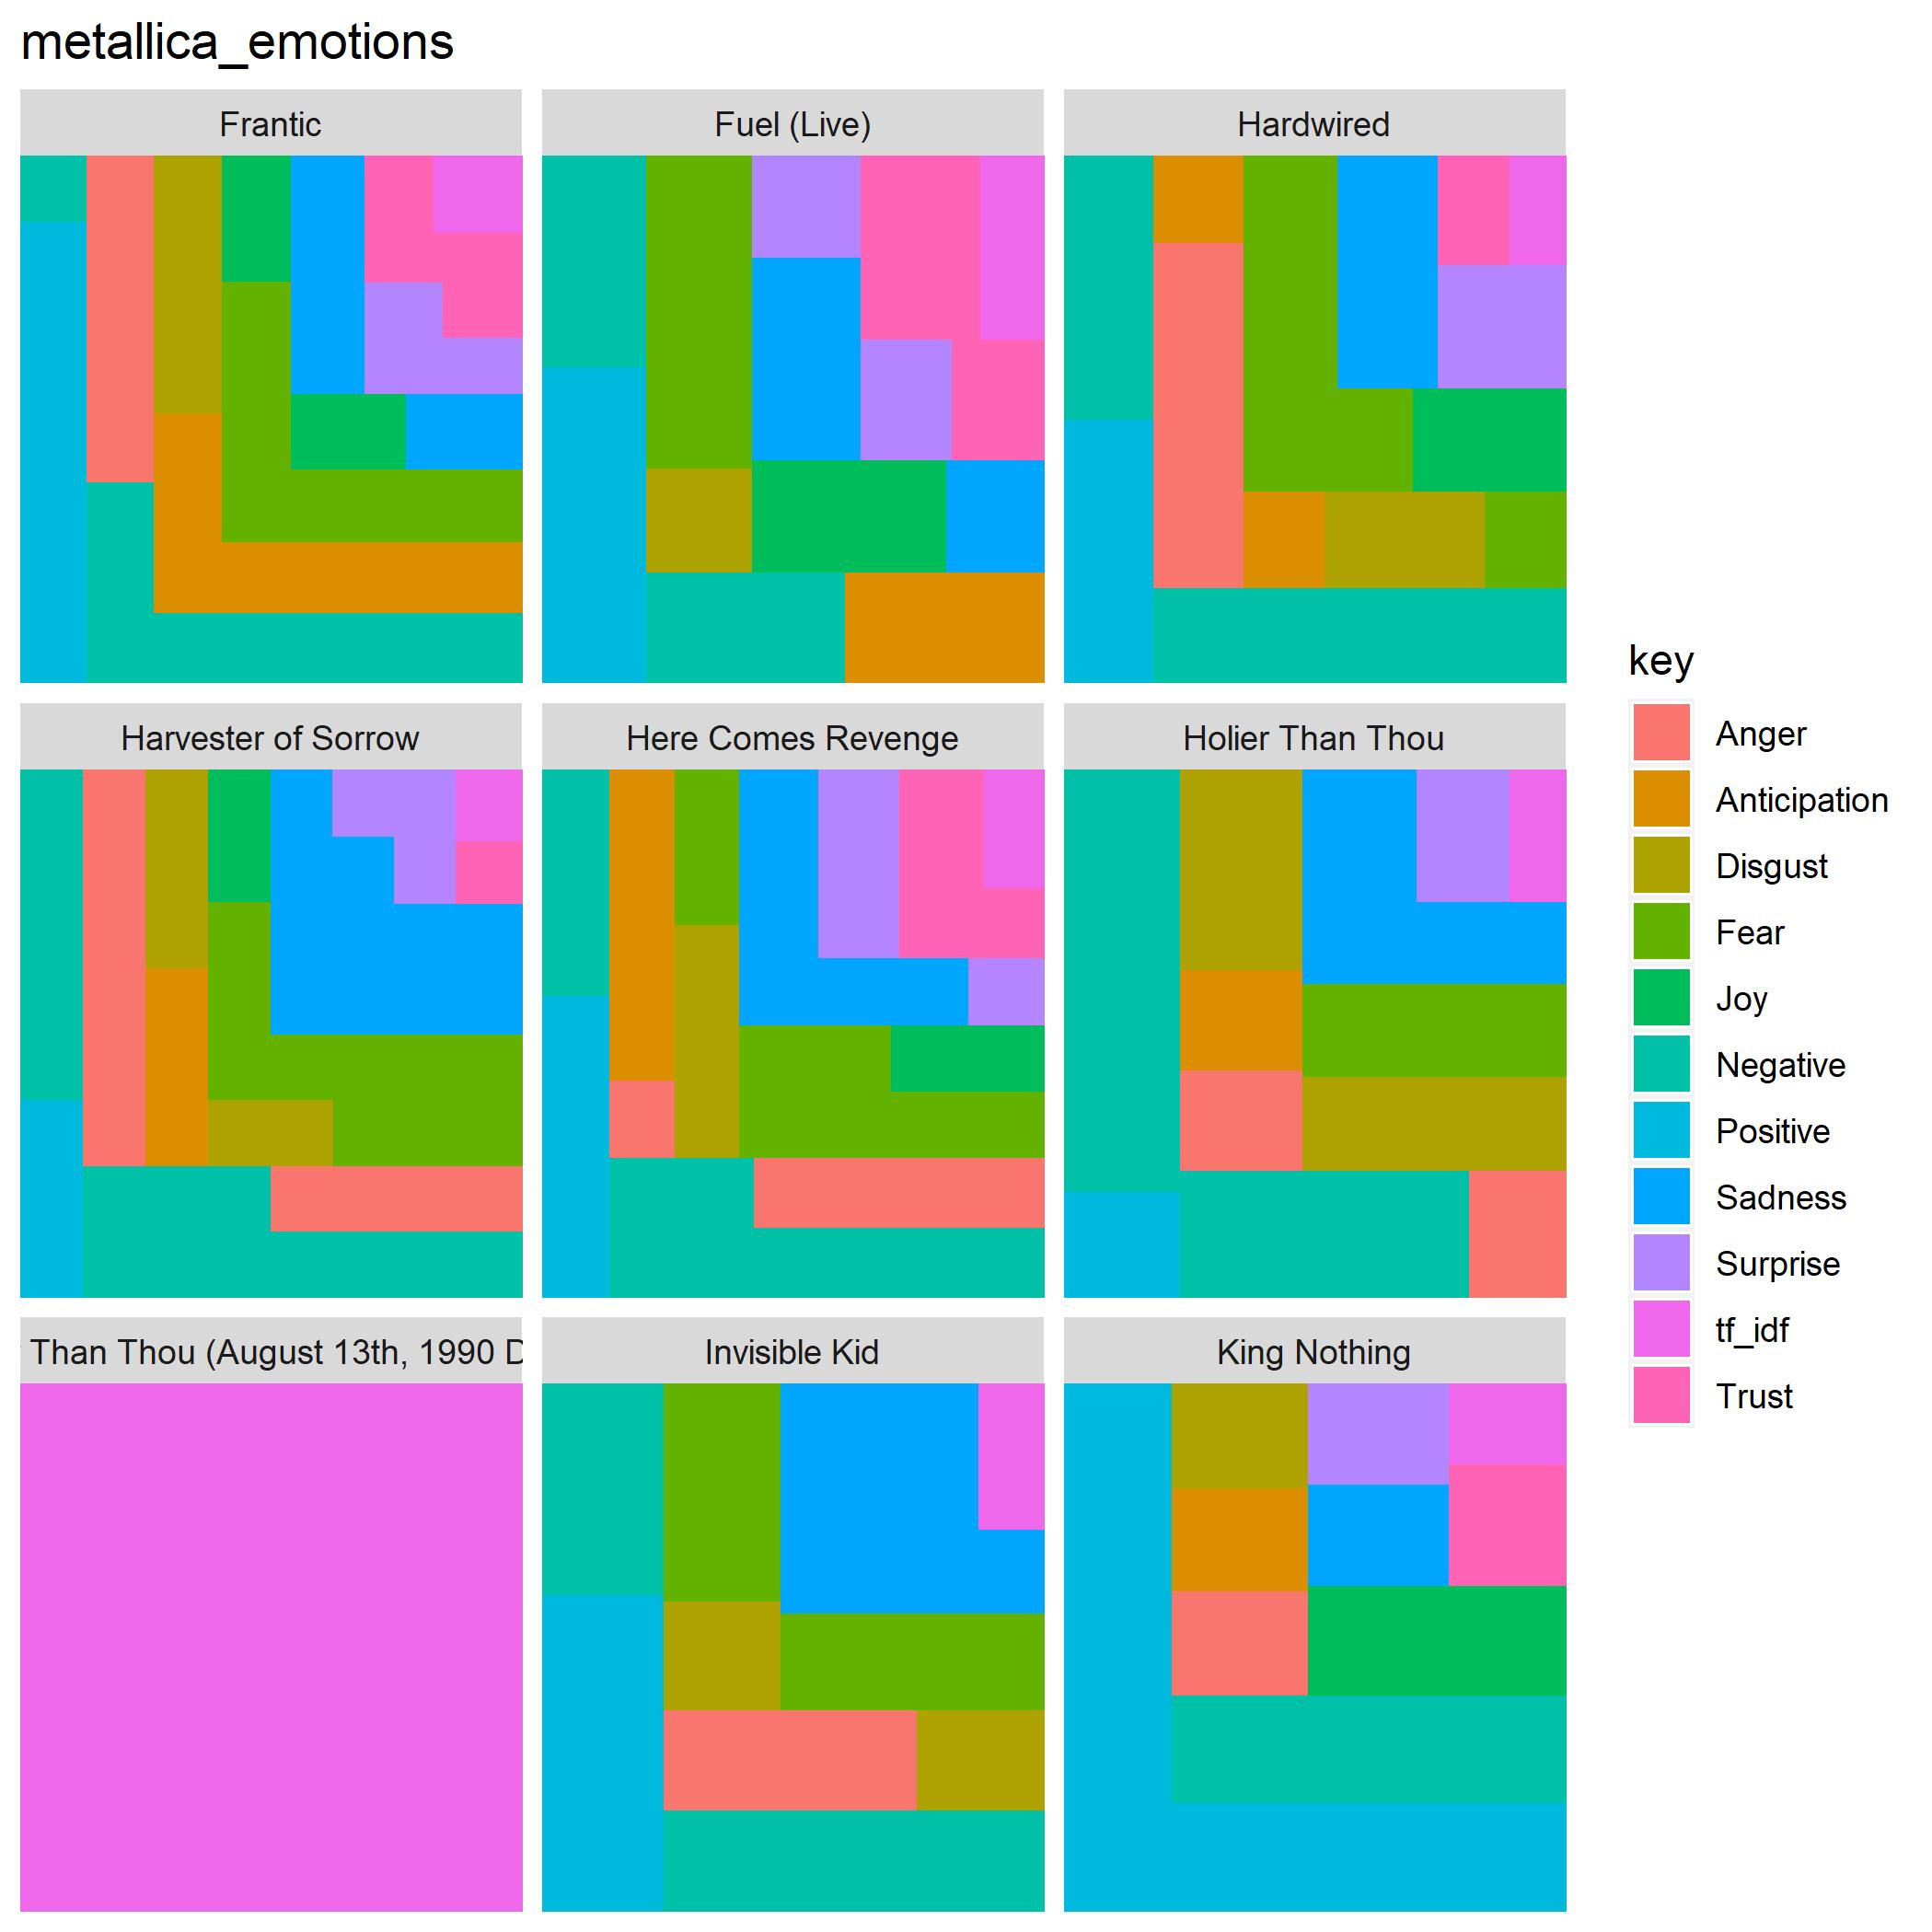 metallica_emotions
Frantic
Fuel (Live)
Hardwired
Harvester of Sorrow
Here Comes Revenge
Holier Than Thou
Than Thou (August 13th, 1990 D
Invisible Kid
King Nothing
key
Anger
Anticipation
Disgust
Fear
Joy
Negative
Positive
Sadness
Surprise
tf_idf
Trust